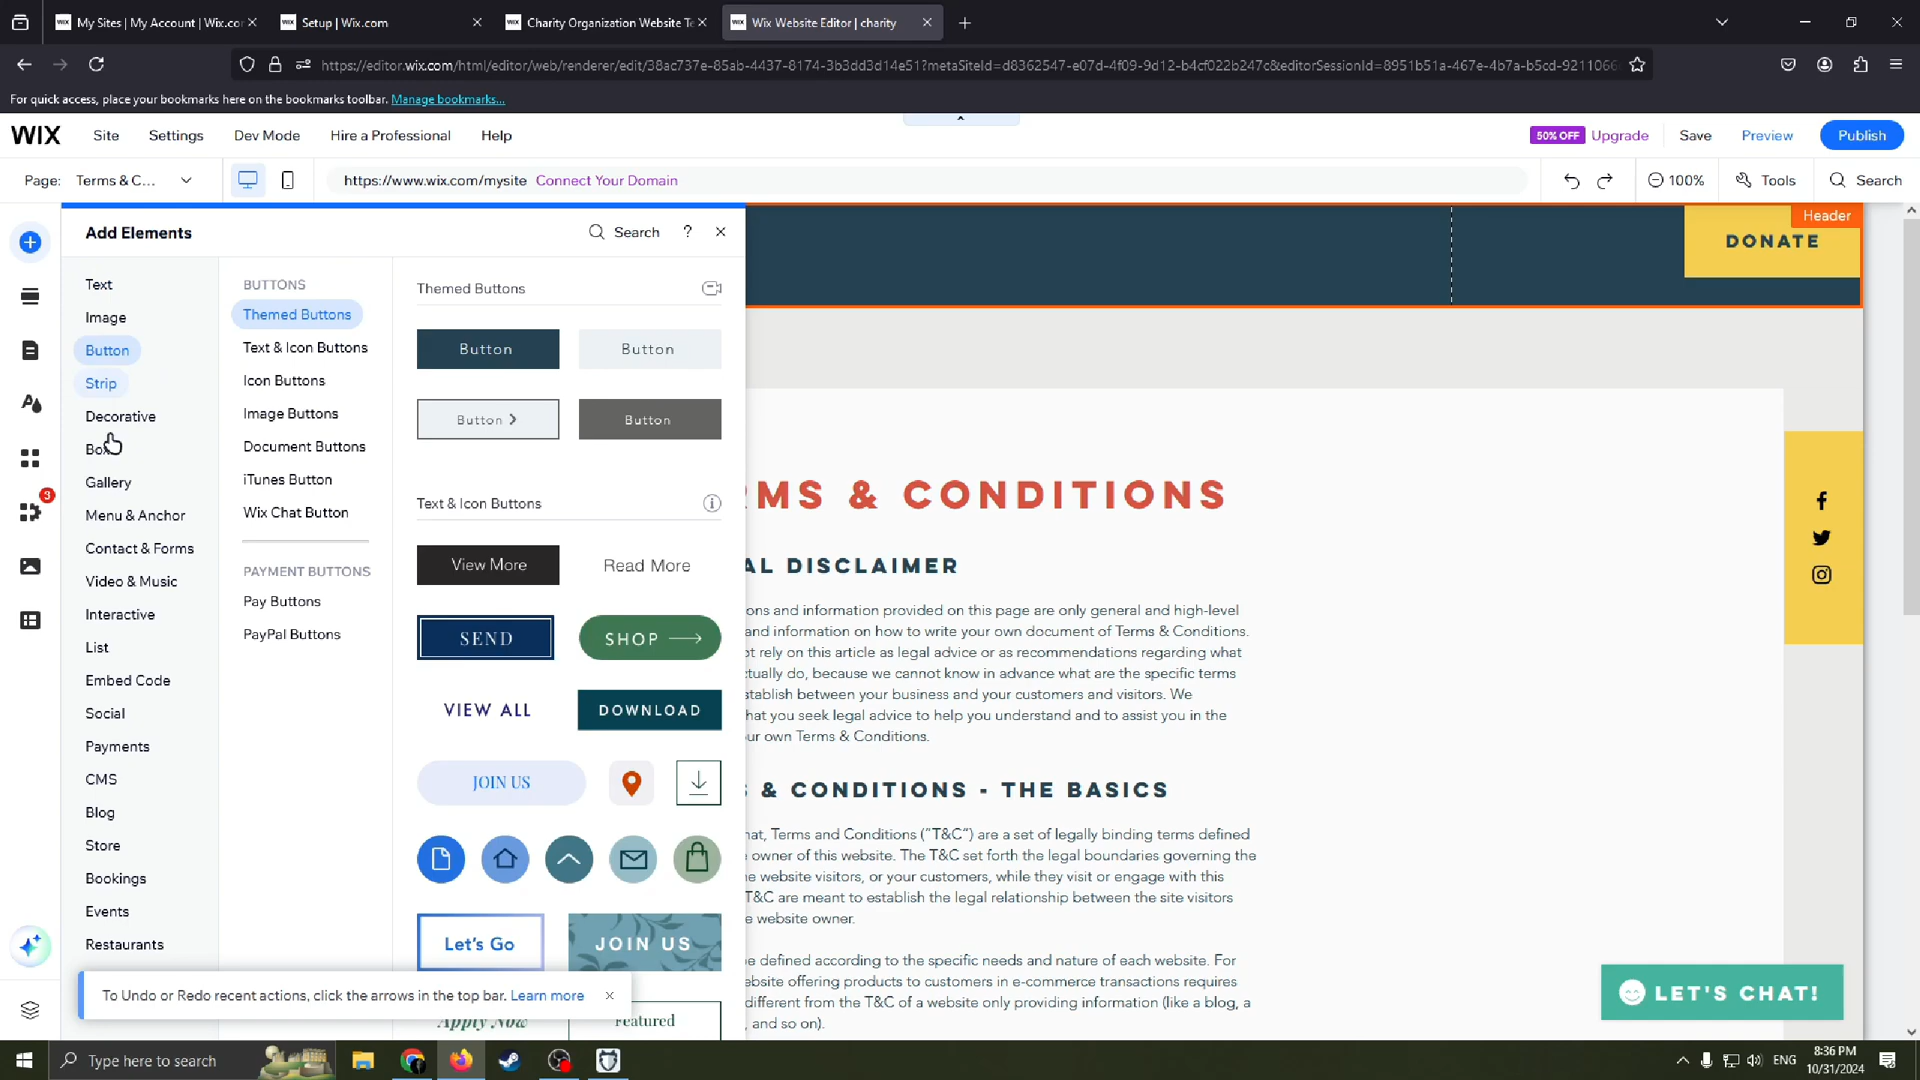 My Sites | My Account | Wix.co
Setup | Wix.com
Charity Organization Website Te
Wix Website Editor | charity
https://editor.wix.com/html/editor/web/renderer/edit/38ac737e-85ab-4437-8174-3b3dd3d14e51?metaSiteId=d8362547-e07d-4f09-9d12-b4cf022b247c&editorSessionId=8951b51a-467e-4b7a-b5cd-9211066
For quick access, place your bookmarks here on the bookmarks toolbar. Manage bookmarks...
WIX
Site
Settings
Dev Mode
Hire a Professional
Help
50% OFF Upgrade
Save
Preview
Publish
Page: Terms & C...
https://www.wix.com/mysite Connect Your Domain
100%
Tools
Search
Add Elements
Search
?
Text
Image
Button
Strip
Decorative
Box
Gallery
Menu & Anchor
Contact & Forms
Video & Music
Interactive
List
Embed Code
Social
Payments
CMS
Blog
Store
Bookings
Events
Restaurants
3
BUTTONS
Themed Buttons
Text & Icon Buttons
Icon Buttons
Image Buttons
Document Buttons
iTunes Button
Wix Chat Button
PAYMENT BUTTONS
Pay Buttons
PayPal Buttons
Themed Buttons
Button
Button
Button
Button
Text & Icon Buttons
View More
Read More
SEND
SHOP
VIEW ALL
DOWNLOAD
JOIN US
Let's Go
JOIN US
Apply Now
Featured
To Undo or Redo recent actions, click the arrows in the top bar. Learn more
Header
DONATE
RMS & CONDITIONS
AL DISCLAIMER
ons and information provided on this page are only general and high-level
and information on how to write your own document of Terms & Conditions.
ot rely on this article as legal advice or as recommendations regarding what
tually do, because we cannot know in advance what are the specific terms
stablish between your business and your customers and visitors. We
hat you seek legal advice to help you understand and to assist you in the
ur own Terms & Conditions.
& CONDITIONS - THE BASICS
hat, Terms and Conditions ("T&C") are a set of legally binding terms defined
owner of this website. The T&C set forth the legal boundaries governing the
e website visitors, or your customers, while they visit or engage with this
T&C are meant to establish the legal relationship between the site visitors
e website owner.
be defined according to the specific needs and nature of each website. For
ebsite offering products to customers in e-commerce transactions requires
different from the T&C of a website only providing information (like a blog, a
, and so on).
LET'S CHAT!
Type here to search
ENG
8:36 PM
10/31/2024